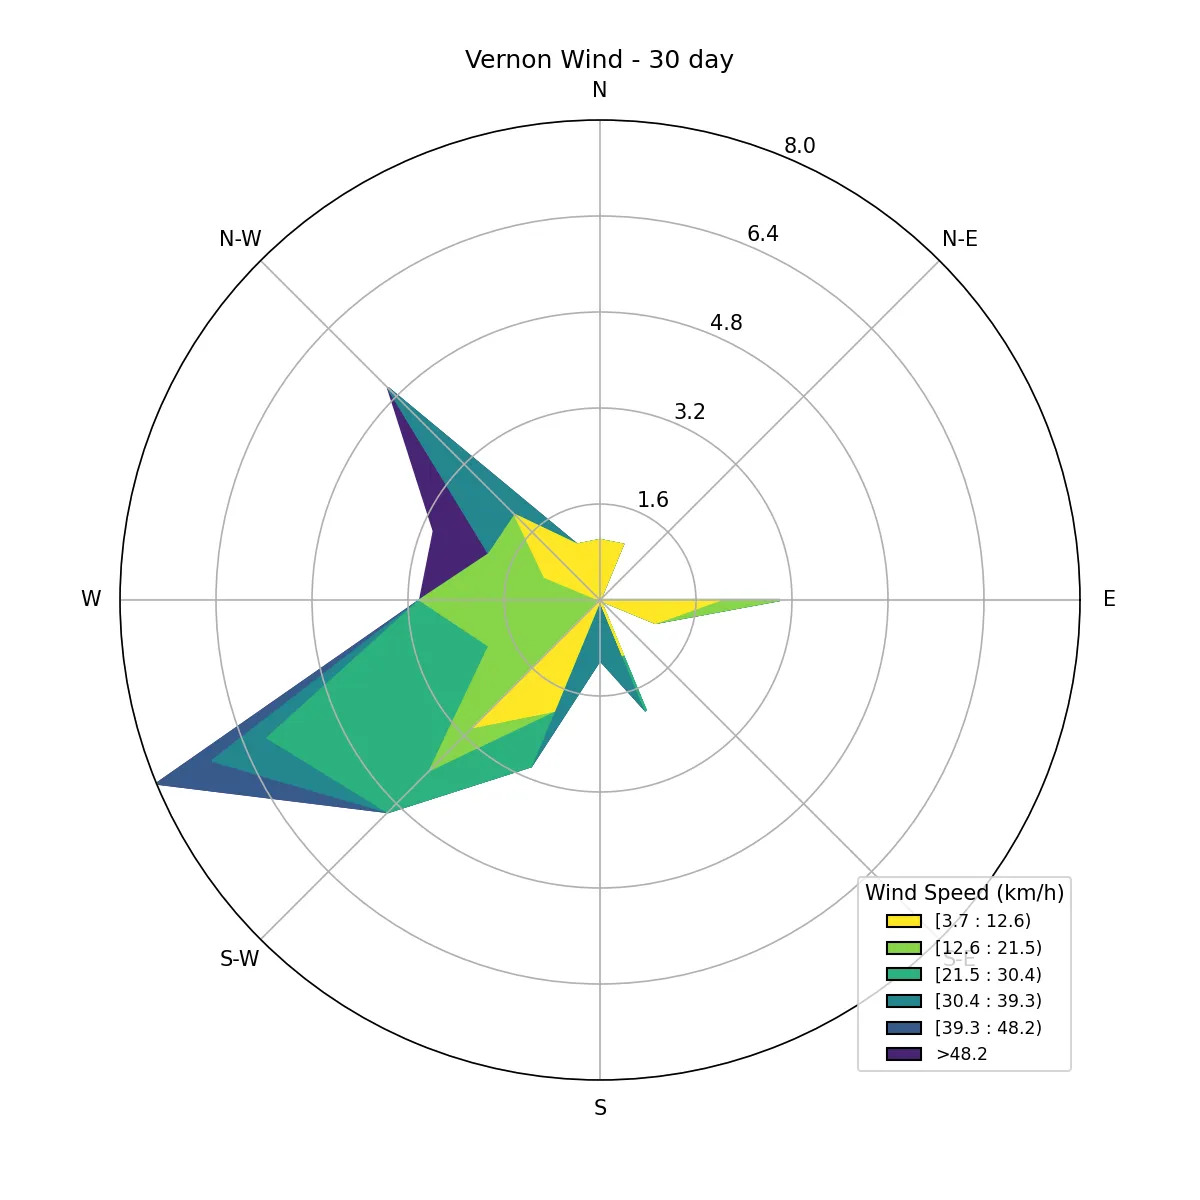 Vernon Wind - 30 day
N
8.0
N-W
6.4
N-E
4.8
3.2
1.6
W
E
Wind Speed (km/h)
[3.7 : 12.6)
[12.6 : 21.5)
S-W
S-E
[21.5 : 30.4)
[30.4 : 39.3)
[39.3 : 48.2)
>48.2
S